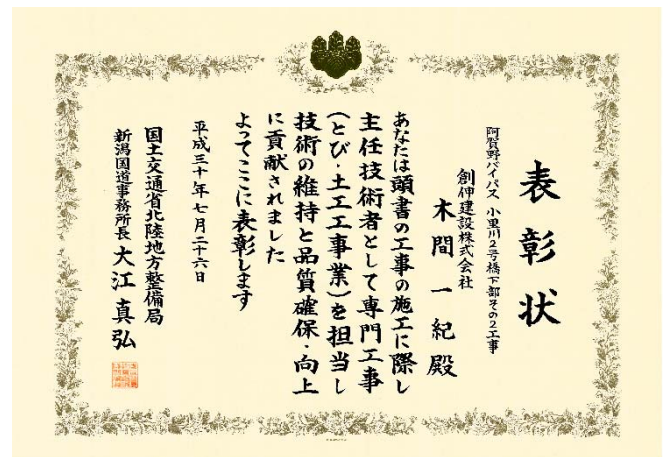 表彰状
阿賀野バイパス 小里川2号橋下部その2工事
創伸建設株式会社
本間一紀殿
あなたは頭書の工事の施工に際し
主任技術者として専門工事
(とび・土工工事業)を担当し
技術の維持と品質確保・向上
に貢献されました
よってここに表彰します
平成三十年七月二十六日
国土交通省北陸地方整備局
新潟国道事務所長 大江真弘